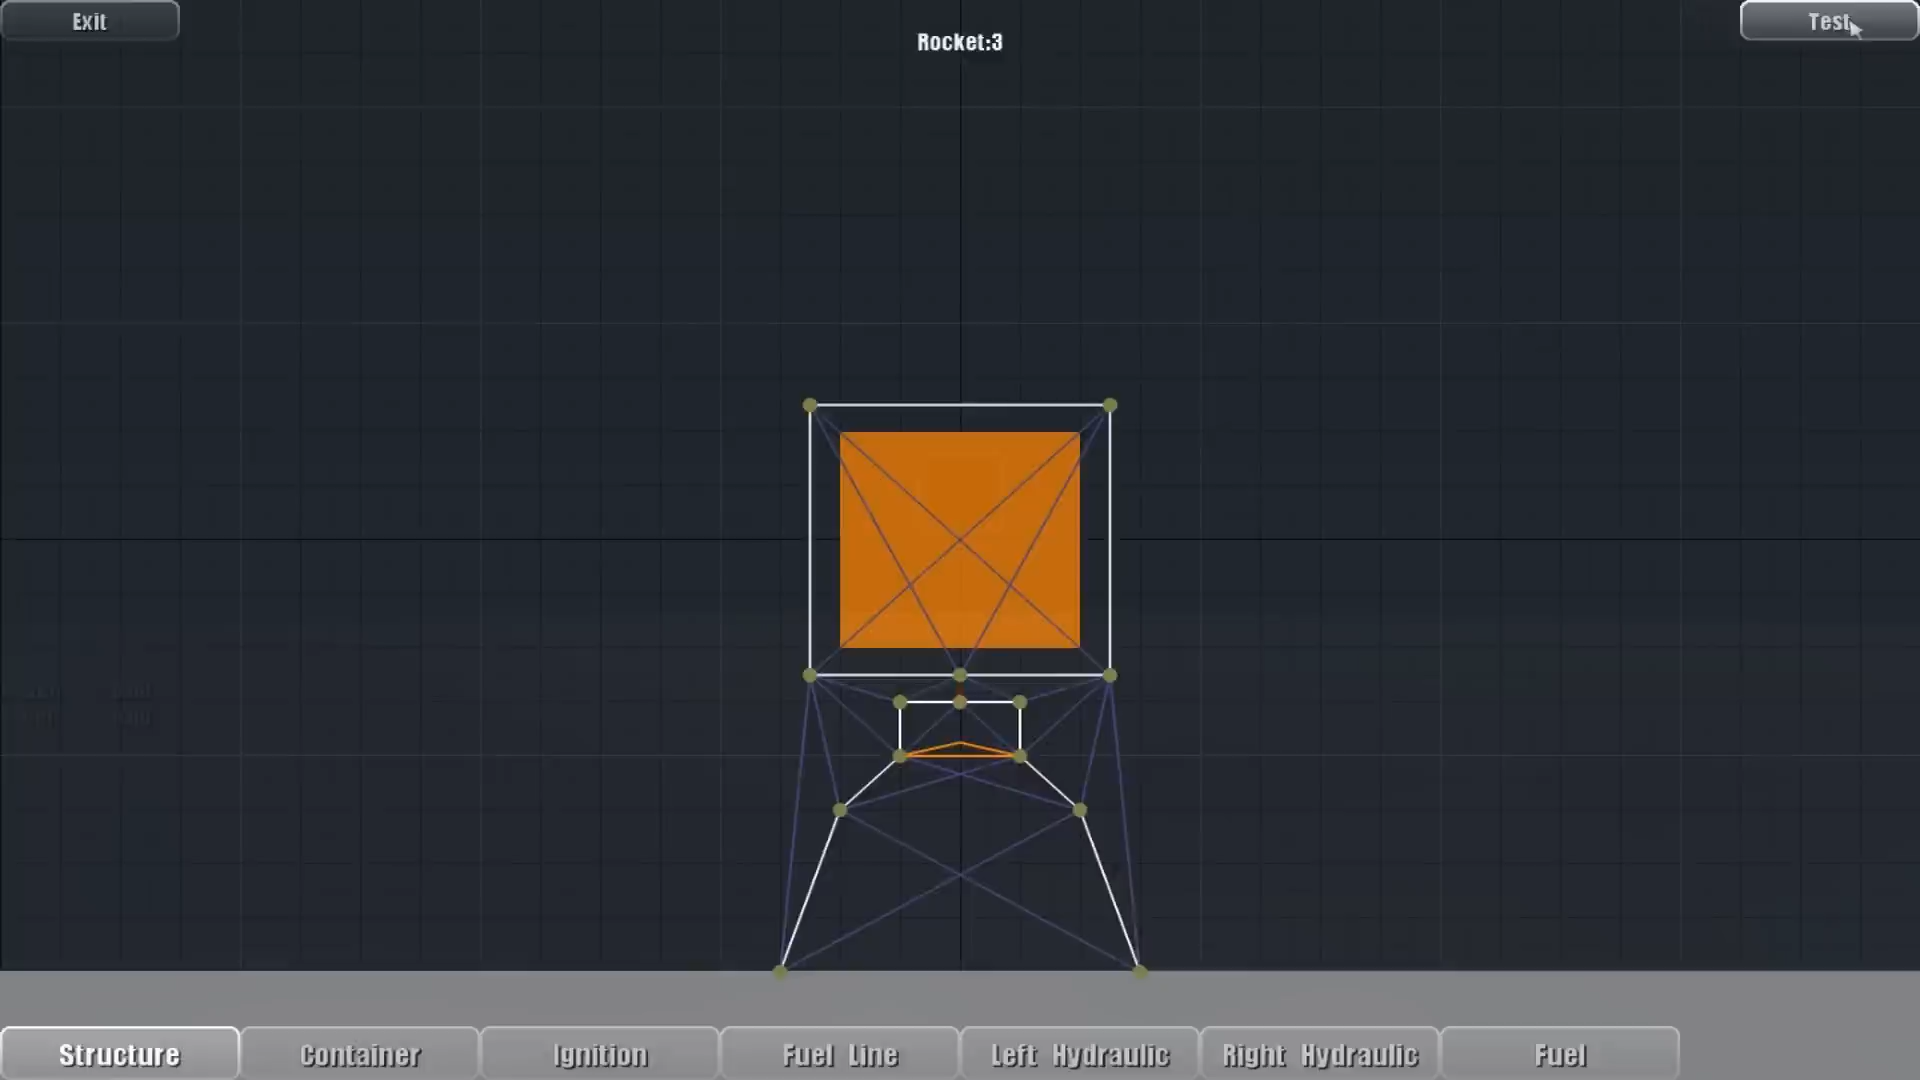 Exit
Rocket:3
Test
Structure
Container
Ignition
Fuel Line
Left Hydraulic
Right Hydraulic
Fuel